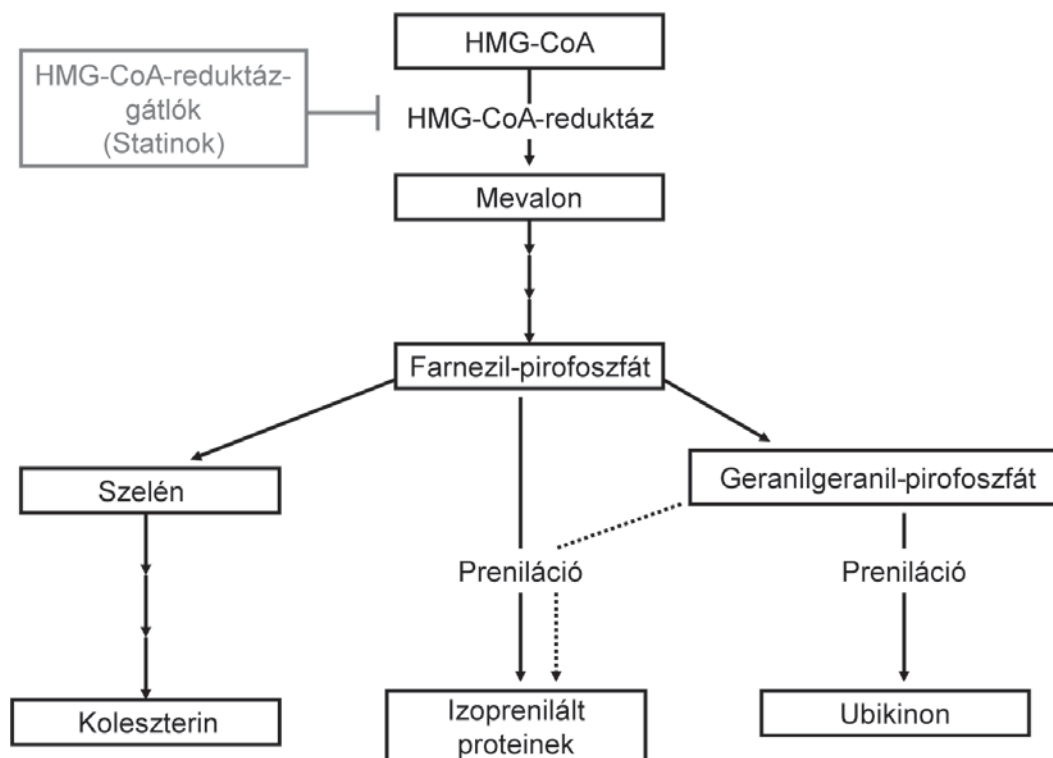 HMG-CoA
HMG-CoA-reduktáz-
gátlók
(Statinok)
HMG-CoA-reduktáz
Mevalon
Farnezil-pirofoszfát
Szelén
Geranilgeranil-pirofoszfát
Preniláció
Preniláció
Koleszterin
Izoprenilált
proteinek
Ubikinon